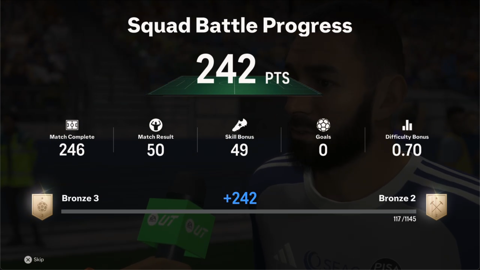 Squad Battle Progress
242 PTS
Match Complete
246
Match Result
50
Skill Bonus
49
Goals
0
Difficulty Bonus
0.70
Bronze 3
+242
Bronze 2
117/1145
Skip